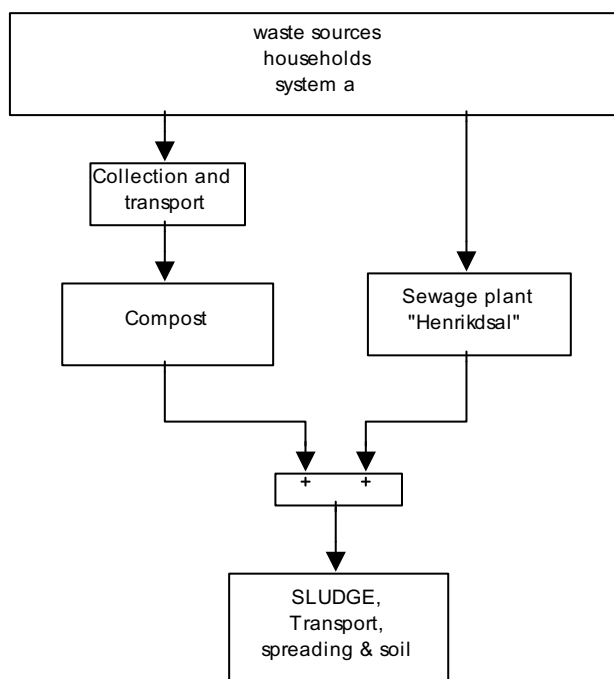 waste sources
households
system a
Collection and
transport
Compost
Sewage plant
"Henrikdsal"
+ +
SLUDGE,
Transport,
spreading & soil